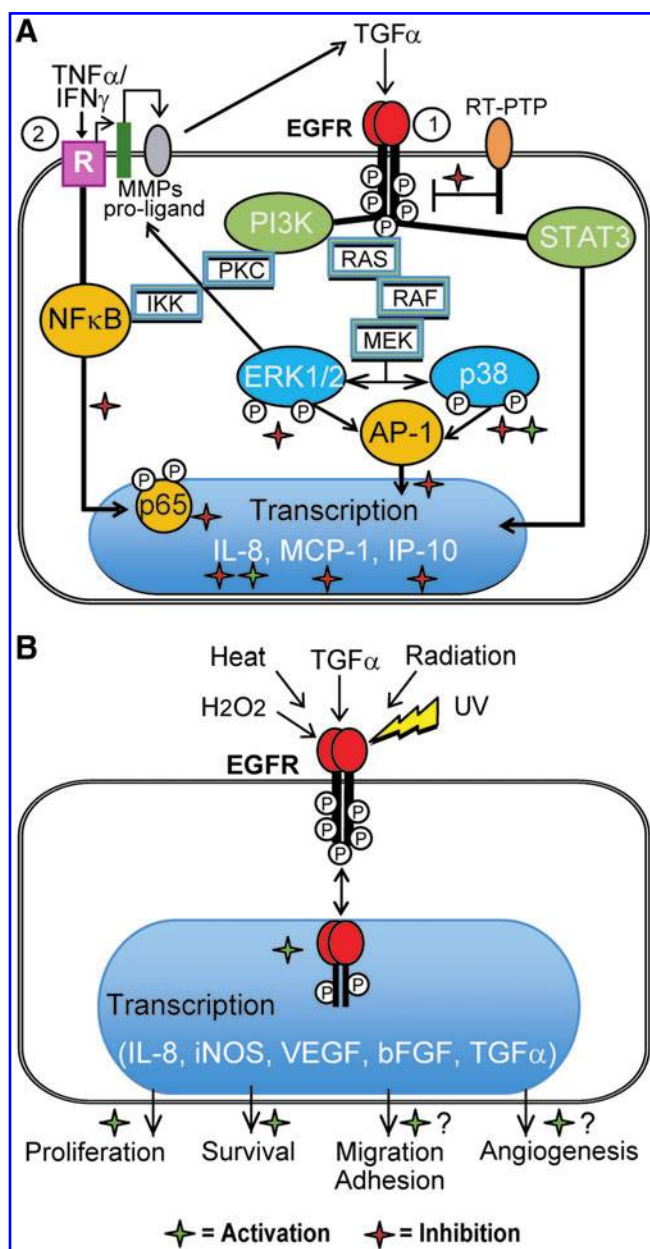 A
TGFα
TNFα/
IFNγ
RT-PTP
EGFR
1
2
R
MMPs
pro-ligand
P
P
P
P
P
PI3K
STAT3
PKC
RAS
IKK
RAF
NFκB
MEK
ERK1/2
p38
P
P
P
P
AP-1
P
P
p65
Transcription
IL-8, MCP-1, IP-10
B
Heat
TGFα
Radiation
H2O2
UV
EGFR
P
P
P
P
P
P
P
Transcription
(IL-8, iNOS, VEGF, bFGF, TGFα)
Proliferation
Survival
?
Migration
Adhesion
?
Angiogenesis
= Activation
= Inhibition